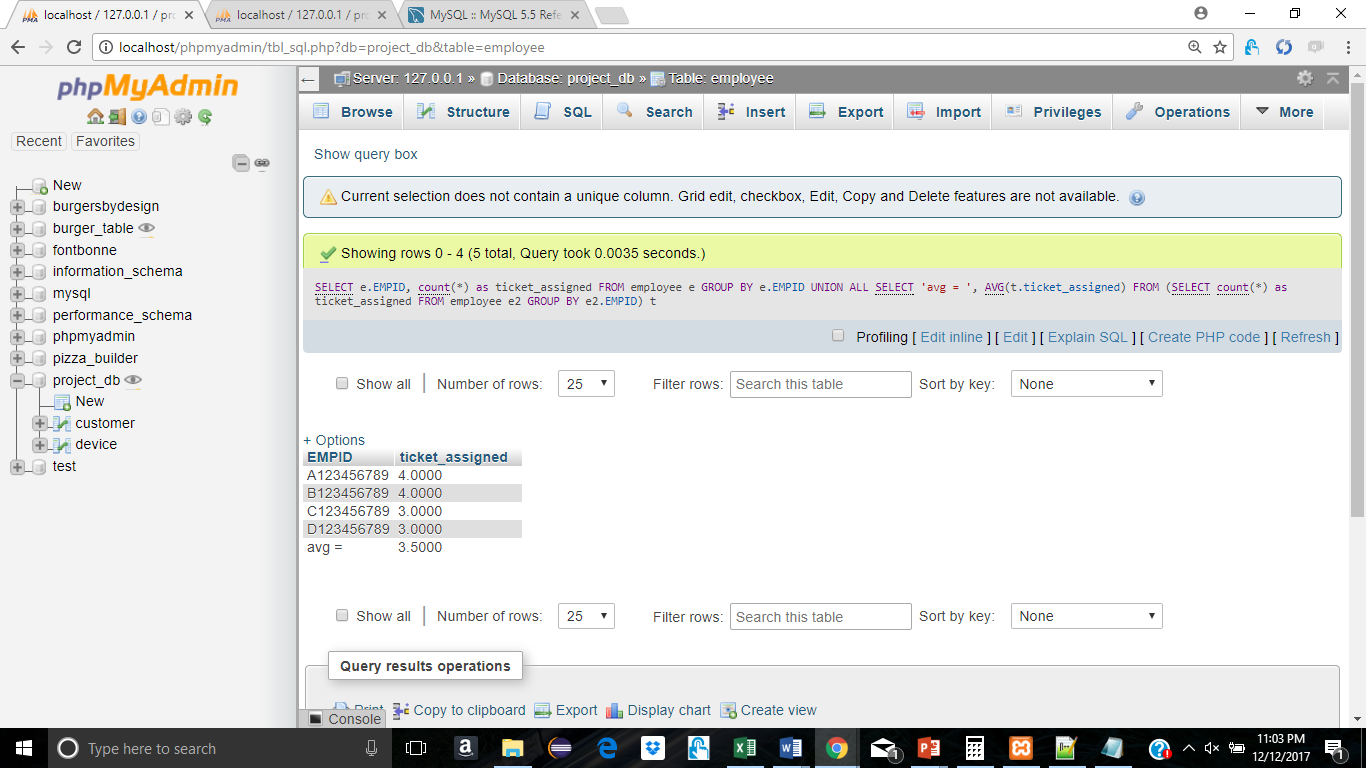 localhost / 127.0.0.1 / pro
localhost / 127.0.0.1 / pro
MySQL :: MySQL 5.5 Refe
localhost/phpmyadmin/tbl_sql.php?db=project_db&table=employee
phpMyAdmin
Recent Favorites
New
burgersbydesign
burger_table
fontbonne
information_schema
mysql
performance_schema
phpmyadmin
pizza_builder
project_db
New
customer
device
test
Server: 127.0.0.1 » Database: project_db » Table: employee
Browse Structure SQL Search Insert Export Import Privileges Operations More
Show query box
Current selection does not contain a unique column. Grid edit, checkbox, Edit, Copy and Delete features are not available.
Showing rows 0 - 4 (5 total, Query took 0.0035 seconds.)
SELECT e.EMPID, count(*) as ticket_assigned FROM employee e GROUP BY e.EMPID UNION ALL SELECT 'avg = ', AVG(t.ticket_assigned) FROM (SELECT count(*) as
ticket_assigned FROM employee e2 GROUP BY e2.EMPID) t
Profiling [ Edit inline ] [ Edit ] [ Explain SQL ] [ Create PHP code ] [ Refresh ]
Show all Number of rows: 25 Filter rows: Search this table Sort by key: None
+ Options
EMPID ticket_assigned
A123456789 4.0000
B123456789 4.0000
C123456789 3.0000
D123456789 3.0000
avg = 3.5000
Show all Number of rows: 25 Filter rows: Search this table Sort by key: None
Query results operations
Print Copy to clipboard Export Display chart Create view
Console
Type here to search
11:03 PM
12/12/2017